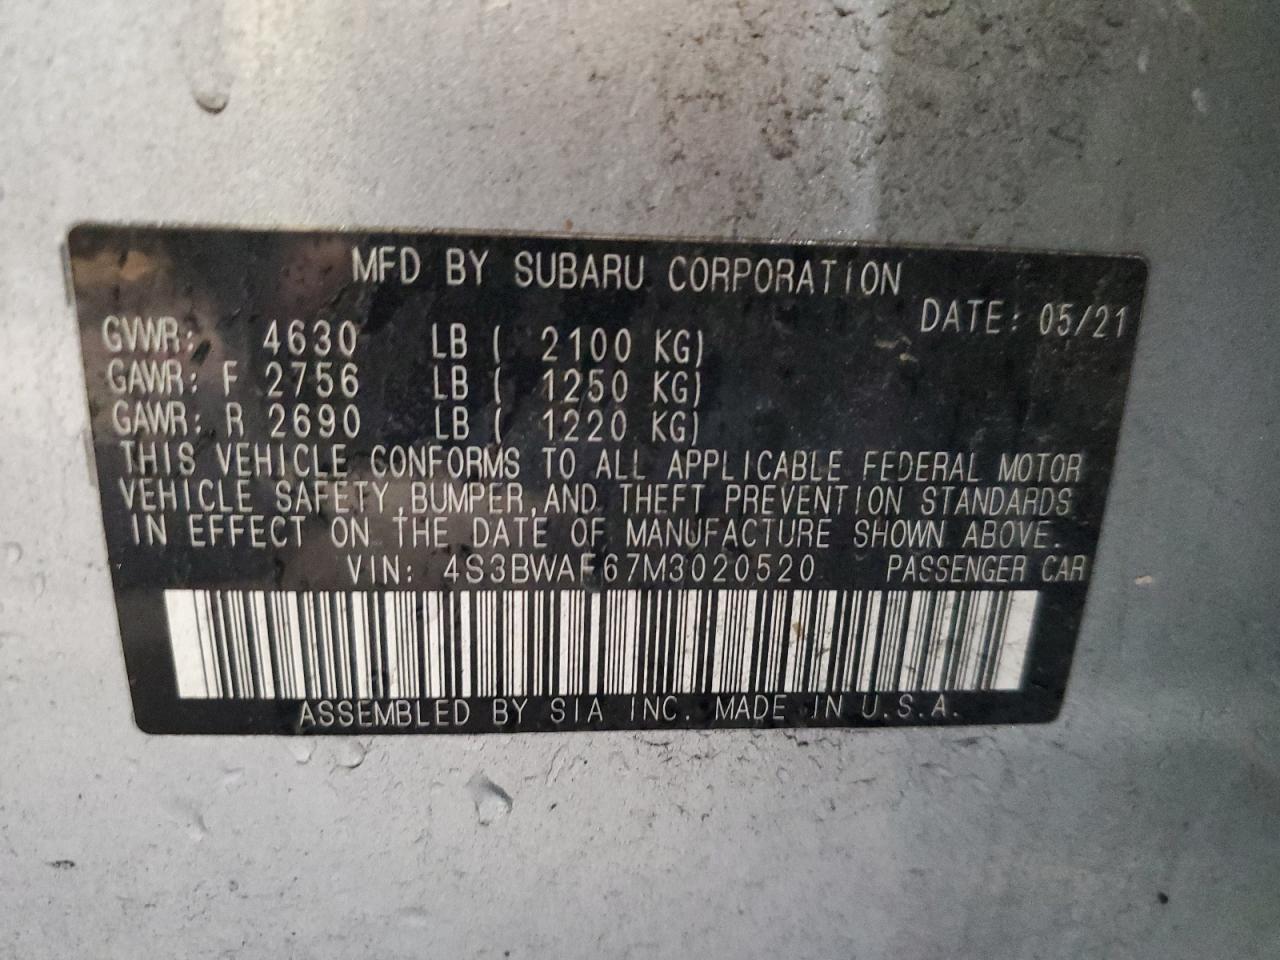 MFD BY SUBARU CORPORATION
DATE: 05/21
GVWR: 4630 LB ( 2100 KG)
GAWR: F 2756 LB ( 1250 KG)
GAWR: R 2690 LB ( 1220 KG)
THIS VEHICLE CONFORMS TO ALL APPLICABLE FEDERAL MOTOR
VEHICLE SAFETY,BUMPER,AND THEFT PREVENTION STANDARDS
IN EFFECT ON THE DATE OF MANUFACTURE SHOWN ABOVE.
VIN: 4S3BWAF67M3020520 PASSENGER CAR
ASSEMBLED BY SIA INC. MADE IN U.S.A.